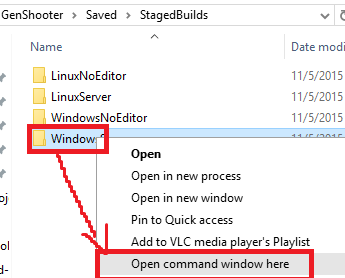 GenShooter > Saved > StagedBuilds
Name
Date modi
LinuxNoEditor
11/5/2015
LinuxServer
11/5/2015
WindowsNoEditor
11/5/2015
Window
11/5/2015
Open
Open in new process
Open in new window
Pin to Quick access
Add to VLC media player's Playlist
Open command window here